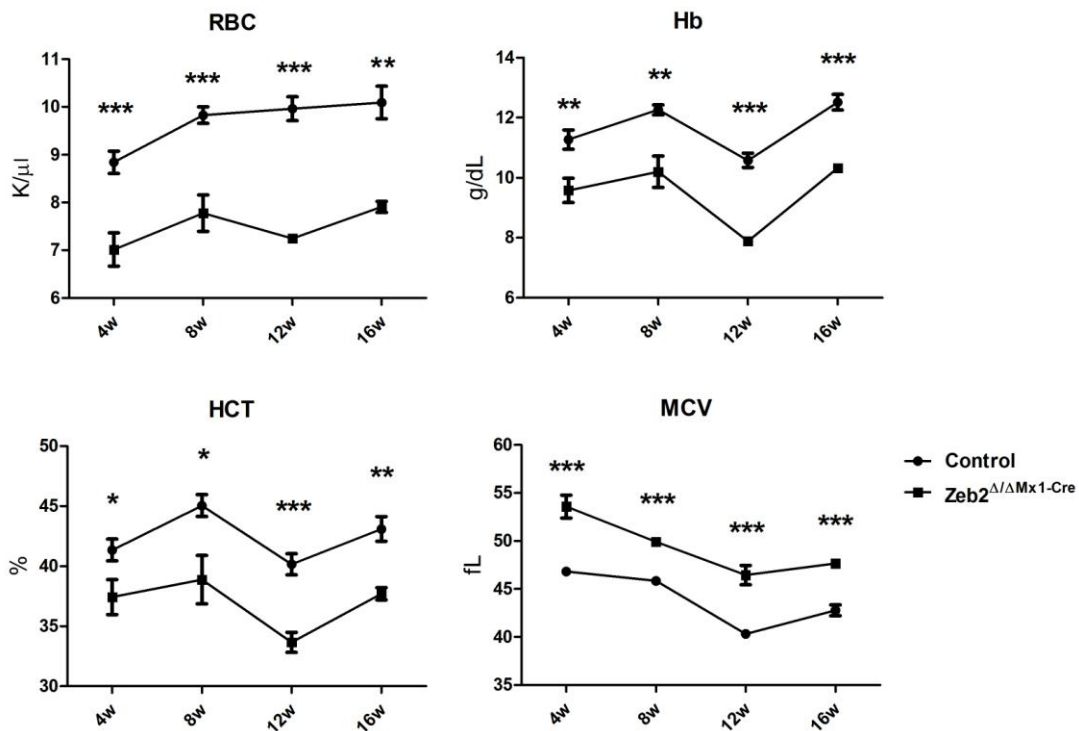 RBC
K/µl
11
10
9
8
7
6
***
***
***
**
4w
8w
12w
16w
Hb
g/dL
14
12
10
8
6
**
**
***
***
4w
8w
12w
16w
HCT
%
50
45
40
35
30
*
*
***
**
4w
8w
12w
16w
MCV
fL
60
55
50
45
40
35
***
***
***
***
4w
8w
12w
16w
Control
Zeb2Δ/ΔMx1-Cre